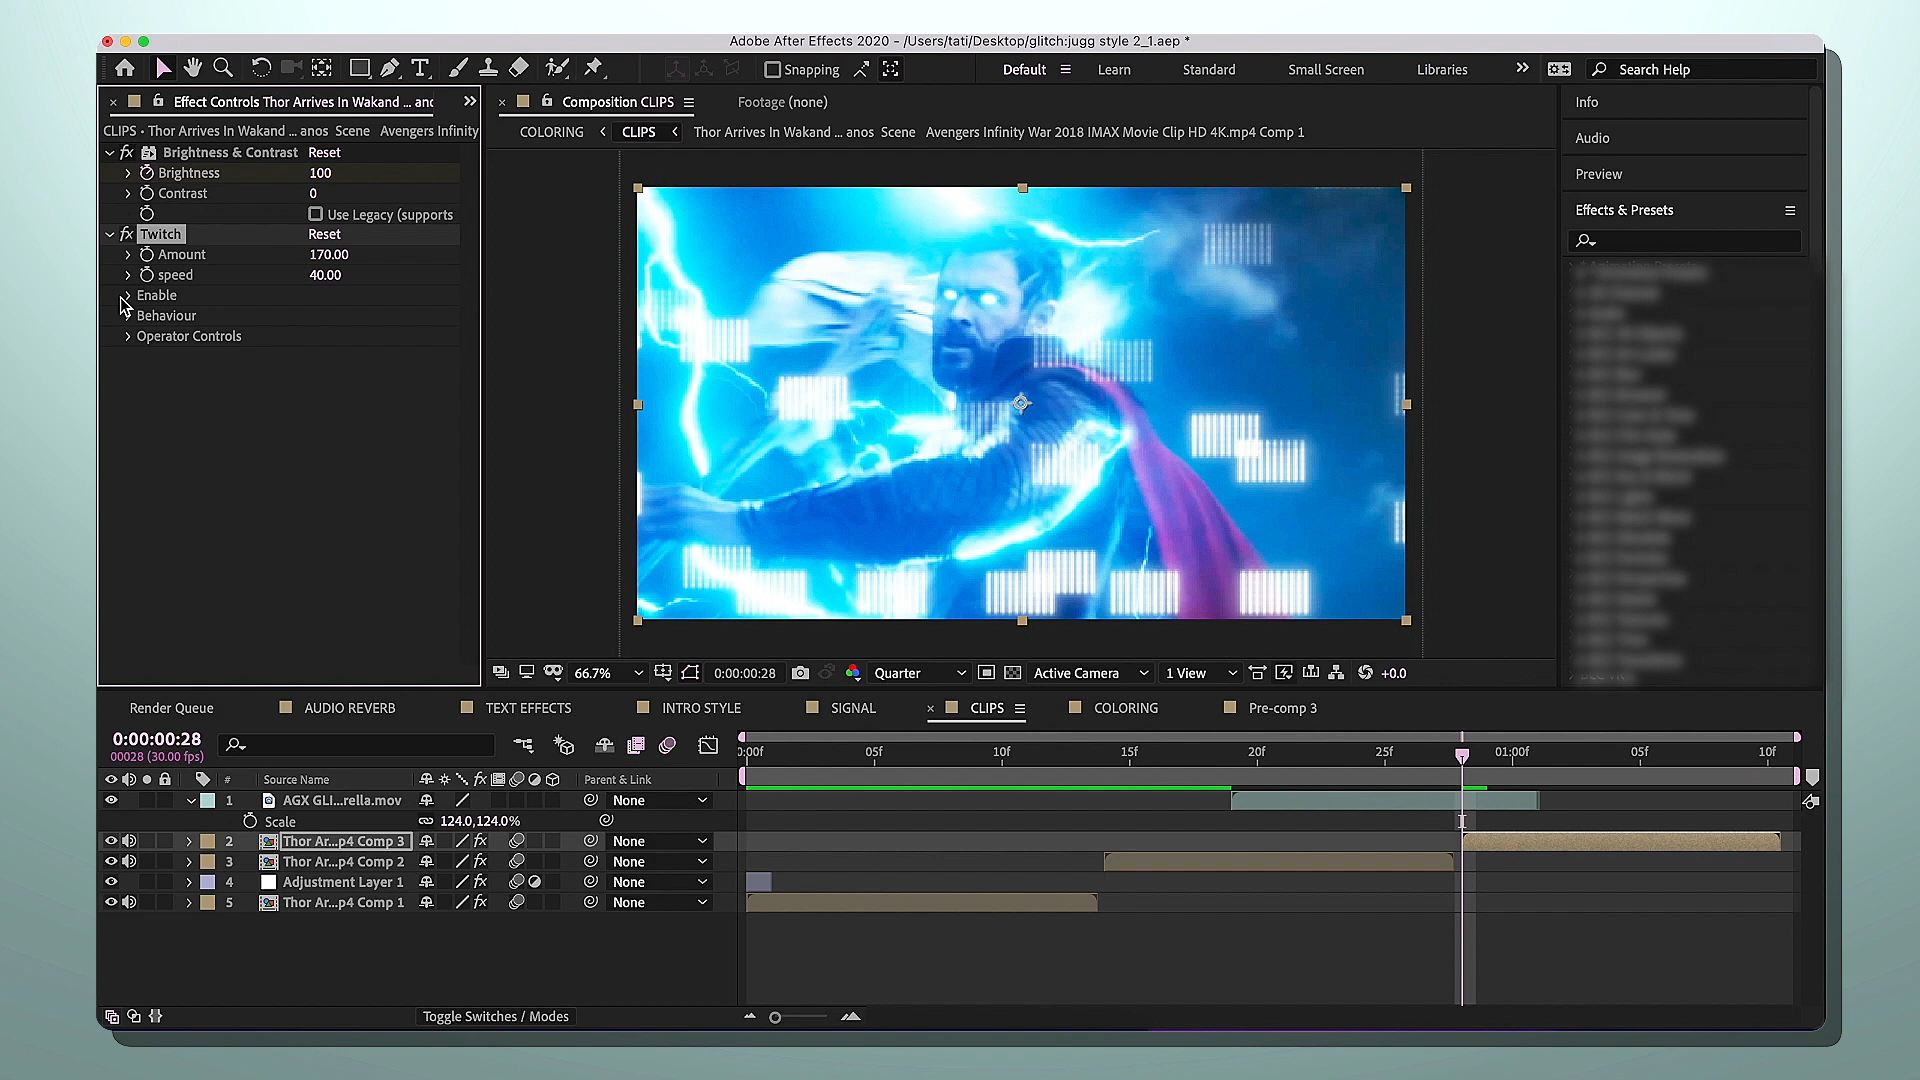 Adobe After Effects 2020 - /Users/tati/Desktop/glitch:jugg style 2_1.aep *
Snapping
Default
Learn
Standard
Small Screen
Libraries
Search Help
Effect Controls Thor Arrives In Wakand ... anc
CLIPS • Thor Arrives In Wakand ... anos Scene Avengers Infinity
Brightness & Contrast Reset
Brightness 100
Contrast 0
Use Legacy (supports
Twitch Reset
Amount 170.00
speed 40.00
Enable
Behaviour
Operator Controls
Composition CLIPS
Footage (none)
COLORING CLIPS Thor Arrives In Wakand ... anos Scene Avengers Infinity War 2018 IMAX Movie Clip HD 4K.mp4 Comp 1
Info
Audio
Preview
Effects & Presets
66.7% 0:00:00:28 Quarter Active Camera 1 View +0.0
Render Queue AUDIO REVERB TEXT EFFECTS INTRO STYLE SIGNAL CLIPS COLORING Pre-comp 3
0:00:00:28
00028 (30.00 fps)
0:00f 05f 10f 15f 20f 25f 01:00f 05f 10f
# Source Name Parent & Link
1 AGX GLI...rella.mov None
Scale 124.0,124.0%
2 Thor Ar...p4 Comp 3 None
3 Thor Ar...p4 Comp 2 None
4 Adjustment Layer 1 None
5 Thor Ar...p4 Comp 1 None
Toggle Switches / Modes